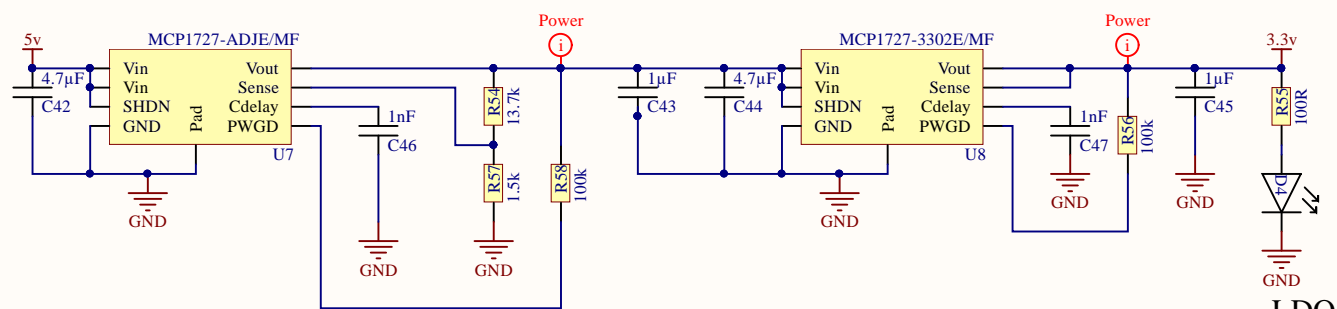 Power
Power
5v
MCP1727-ADJE/MF
MCP1727-3302E/MF
3.3v
4.7µF
C42
Vin
Vin
SHDN
GND
Pad
Vout
Sense
Cdelay
PWGD
U7
1nF
C46
R54
13.7k
R57
1.5k
R58
100k
1µF
C43
4.7µF
C44
Vin
Vin
SHDN
GND
Pad
Vout
Sense
Cdelay
PWGD
U8
1nF
C47
R56
100k
1µF
C45
R55
100R
D4
GND
GND
GND
GND
GND
GND
GND